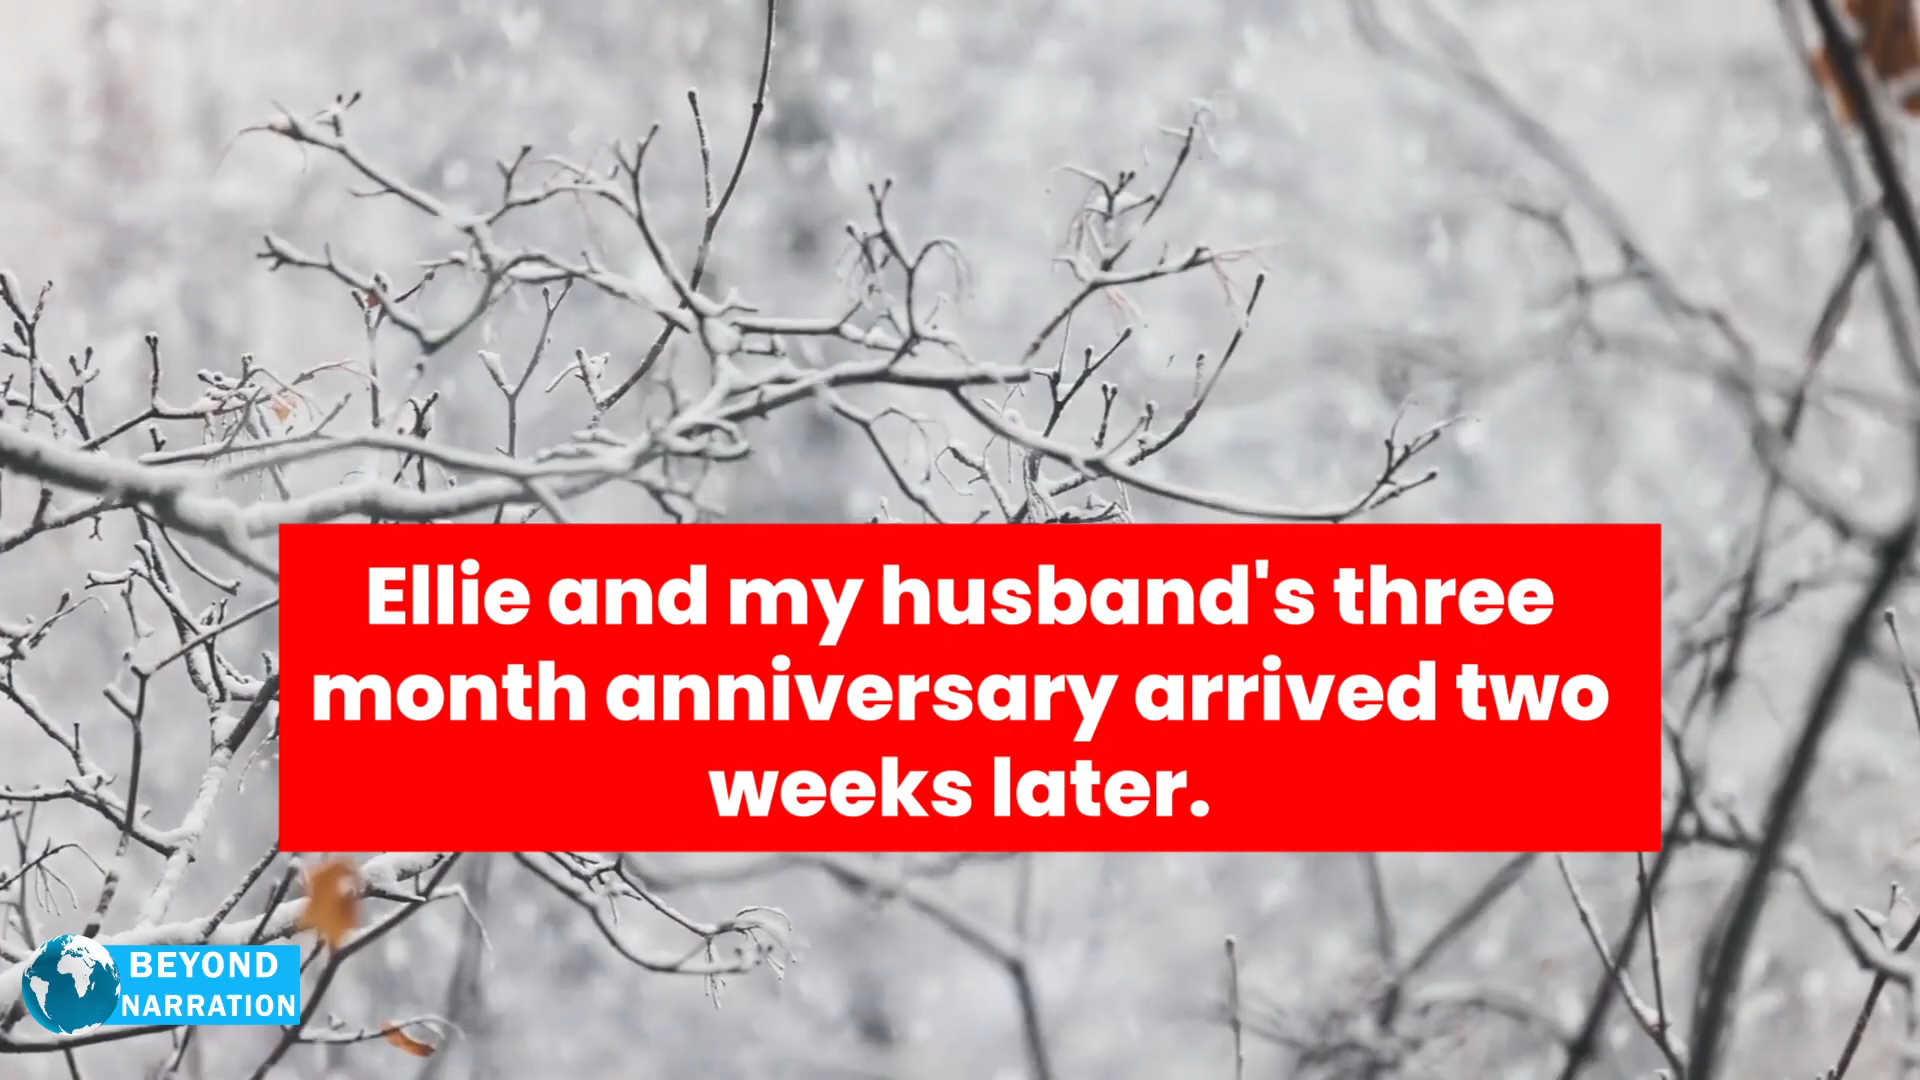 Ellie and my husband's three
month anniversary arrived two
weeks later.
BEYOND
NARRATION